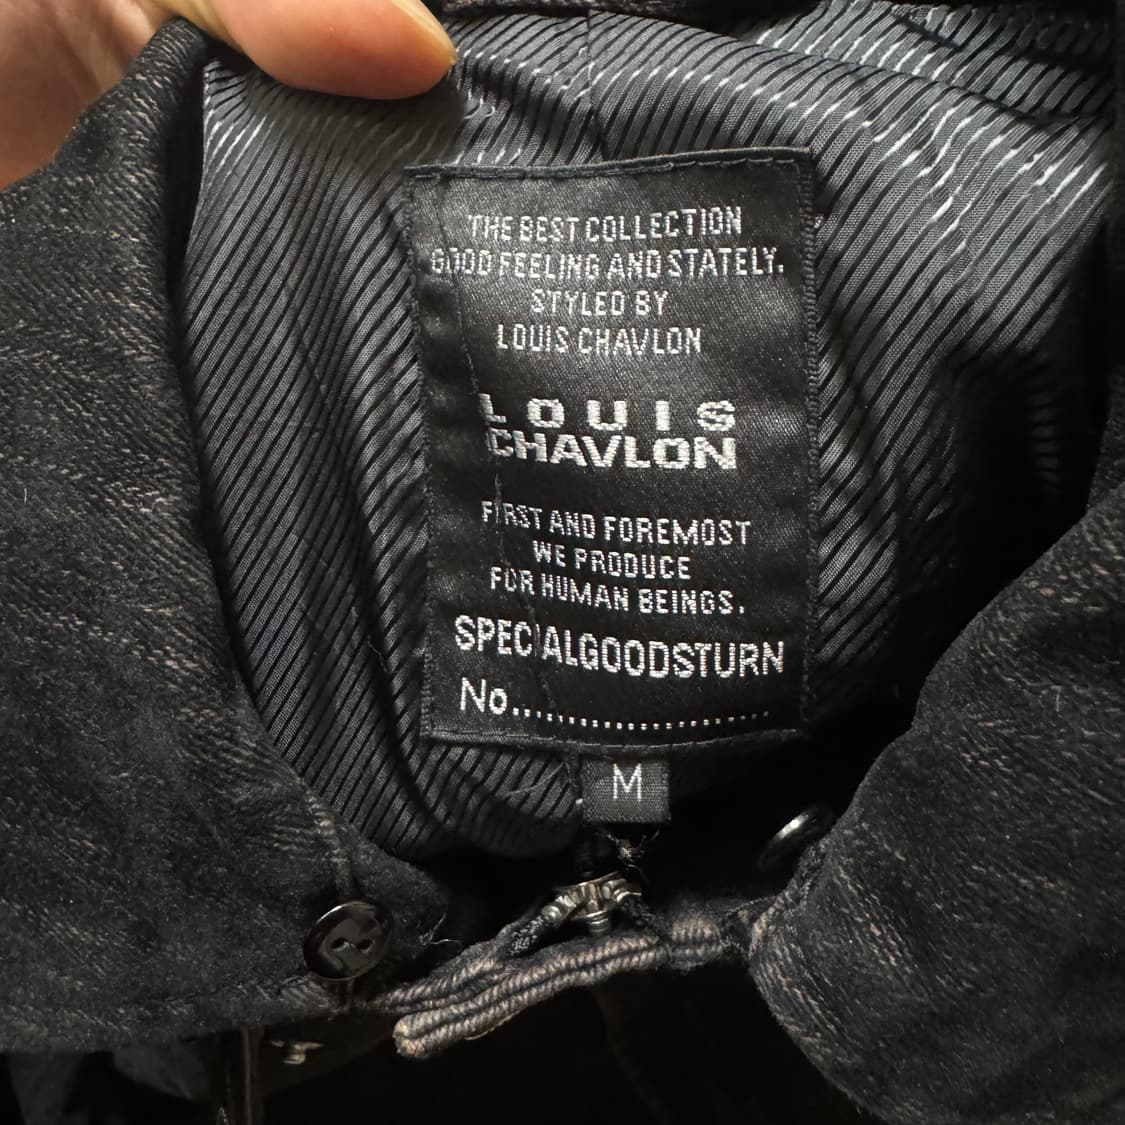 THE BEST COLLECTION
GOOD FEELING AND STATELY.
STYLED BY
LOUIS CHAVLON
LOUIS
CHAVLON
FIRST AND FOREMOST
WE PRODUCE
FOR HUMAN BEINGS.
SPECIALGOODSTURN
No......................
M